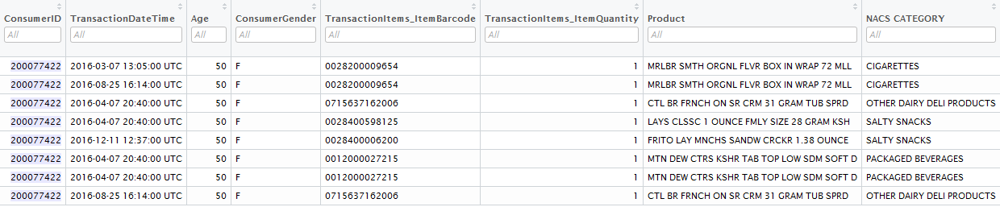 ConsumerID TransactionDateTime Age ConsumerGender TransactionItems_ItemBarcode TransactionItems_ItemQuantity Product NACS CATEGORY
All All All All All All All All
200077422 2016-03-07 13:05:00 UTC 50 F 0028200009654 1 MRLBR SMTH ORGNL FLVR BOX IN WRAP 72 MLL CIGARETTES
200077422 2016-08-25 16:14:00 UTC 50 F 0028200009654 1 MRLBR SMTH ORGNL FLVR BOX IN WRAP 72 MLL CIGARETTES
200077422 2016-04-07 20:40:00 UTC 50 F 0715637162006 1 CTL BR FRNCH ON SR CRM 31 GRAM TUB SPRD OTHER DAIRY DELI PRODUCTS
200077422 2016-04-07 20:40:00 UTC 50 F 0028400598125 1 LAYS CLSSC 1 OUNCE FMLY SIZE 28 GRAM KSH SALTY SNACKS
200077422 2016-12-11 12:37:00 UTC 50 F 0028400006200 1 FRITO LAY MNCHS SANDW CRCKR 1.38 OUNCE SALTY SNACKS
200077422 2016-04-07 20:40:00 UTC 50 F 0012000027215 1 MTN DEW CTRS KSHR TAB TOP LOW SDM SOFT D PACKAGED BEVERAGES
200077422 2016-04-07 20:40:00 UTC 50 F 0012000027215 1 MTN DEW CTRS KSHR TAB TOP LOW SDM SOFT D PACKAGED BEVERAGES
200077422 2016-08-25 16:14:00 UTC 50 F 0715637162006 1 CTL BR FRNCH ON SR CRM 31 GRAM TUB SPRD OTHER DAIRY DELI PRODUCTS